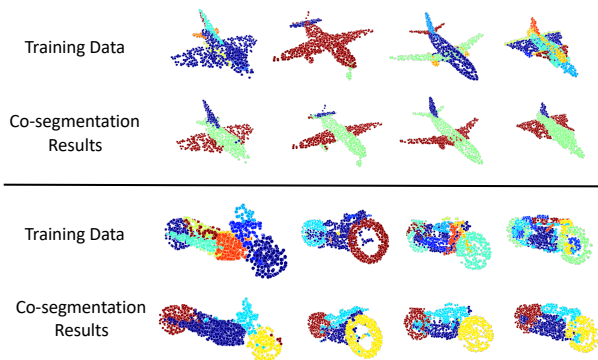 Training Data
Co-segmentation
Results
Training Data
Co-segmentation
Results